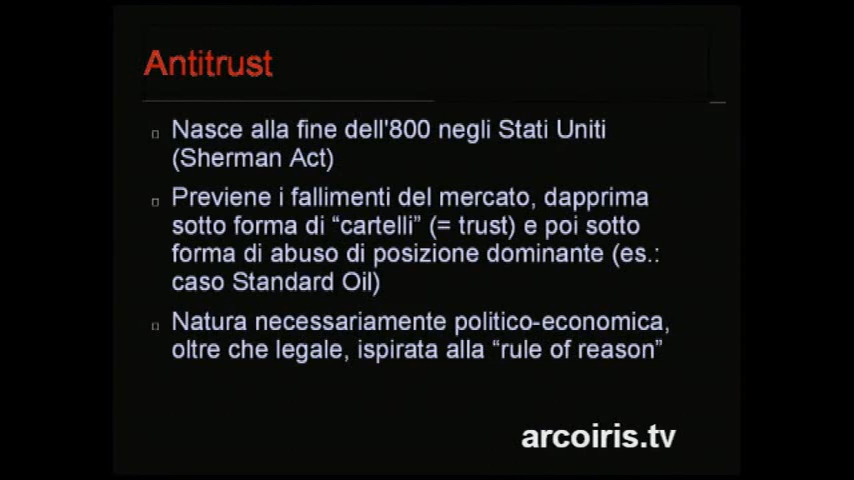 Antitrust
Nasce alla fine dell'800 negli Stati Uniti
(Sherman Act)
Previene i fallimenti del mercato, dapprima
sotto forma di “cartelli” (= trust) e poi sotto
forma di abuso di posizione dominante (es.:
caso Standard Oil)
Natura necessariamente politico-economica,
oltre che legale, ispirata alla “rule of reason”
arcoiris.tv